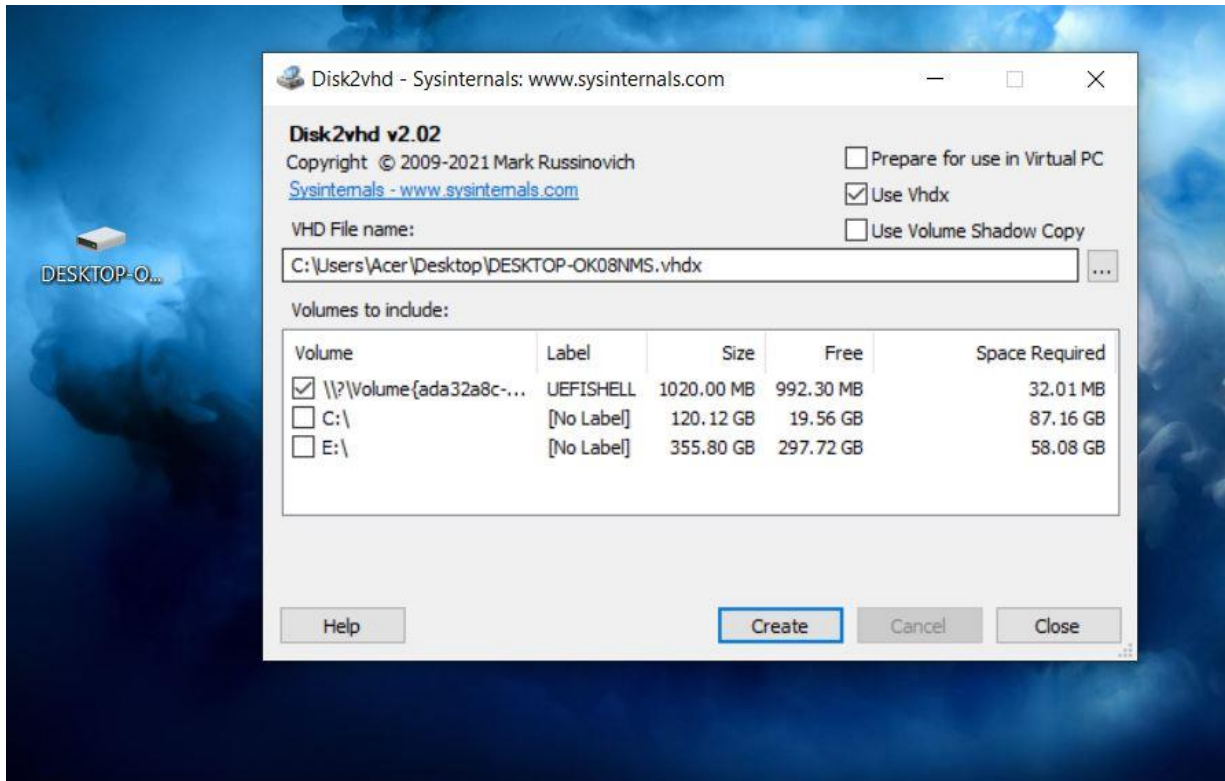 Disk2vhd - Sysinternals: www.sysinternals.com
Disk2vhd v2.02
Copyright © 2009-2021 Mark Russinovich
Sysinternals - www.sysinternals.com
Prepare for use in Virtual PC
Use Vhdx
Use Volume Shadow Copy
VHD File name:
C:\Users\Acer\Desktop\DESKTOP-OK08NMS.vhdx
...
DESKTOP-O...
Volumes to include:
Volume Label Size Free Space Required
\\?\Volume{ada32a8c-... UEFISHELL 1020.00 MB 992.30 MB 32.01 MB
C:\ [No Label] 120.12 GB 19.56 GB 87.16 GB
E:\ [No Label] 355.80 GB 297.72 GB 58.08 GB
Help Create Cancel Close